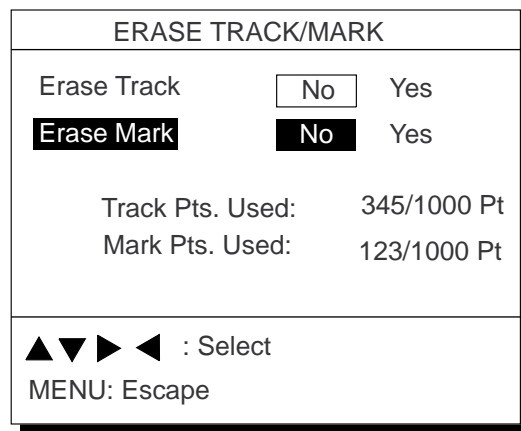 ERASE TRACK/MARK
Erase Track No Yes
Erase Mark No Yes
Track Pts. Used: 345/1000 Pt
Mark Pts. Used: 123/1000 Pt
▲▼▶◀ : Select
MENU: Escape